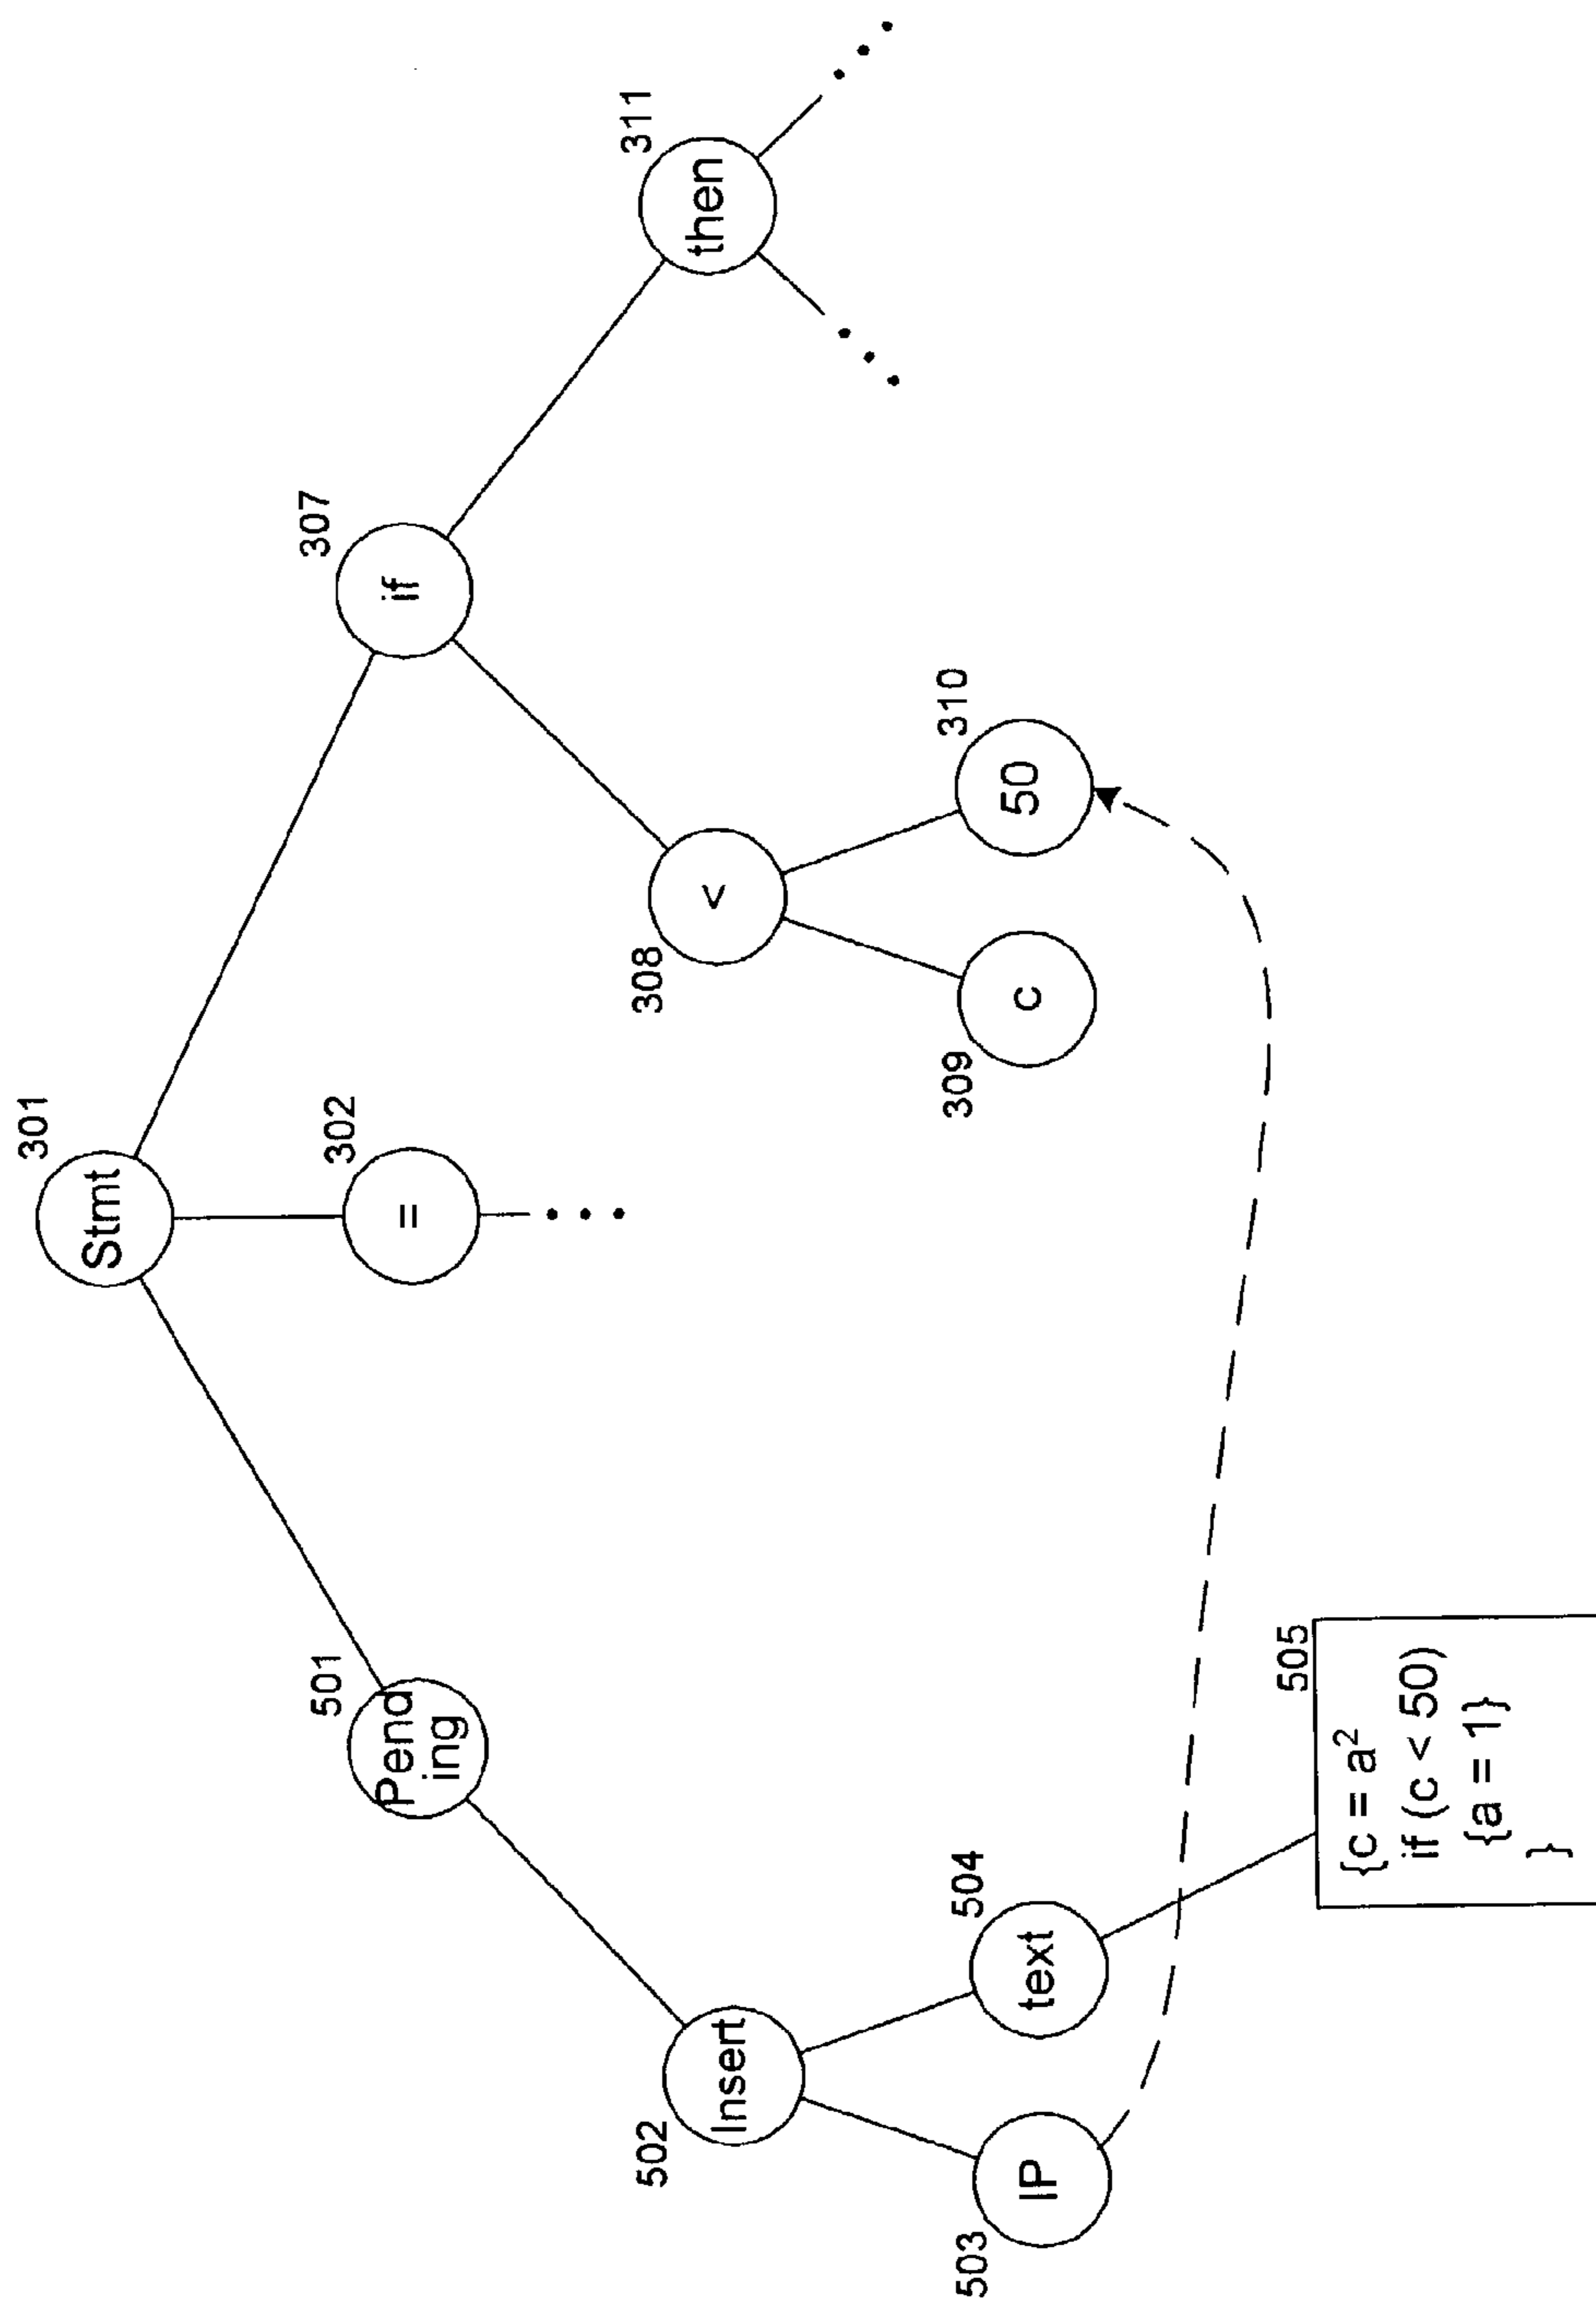 301
Stmt
501
Pend
ing
302
=
307
if
502
Insert
308
<
311
then
503
IP
504
text
309
c
310
50
505
{c = a²
if (c < 50)
{a = 1}
}